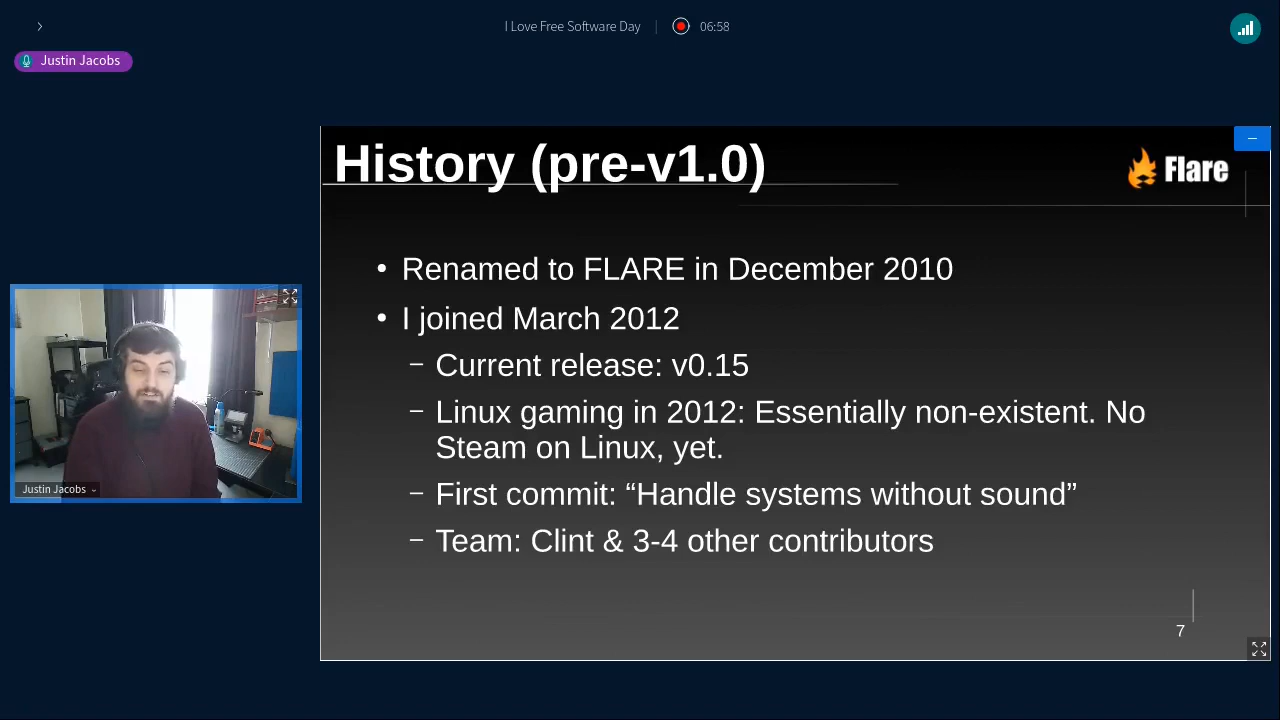 I Love Free Software Day
06:58
Justin Jacobs
History (pre-v1.0)
Flare
• Renamed to FLARE in December 2010
• I joined March 2012
– Current release: v0.15
– Linux gaming in 2012: Essentially non-existent. No
Steam on Linux, yet.
– First commit: “Handle systems without sound”
– Team: Clint & 3-4 other contributors
7
Justin Jacobs